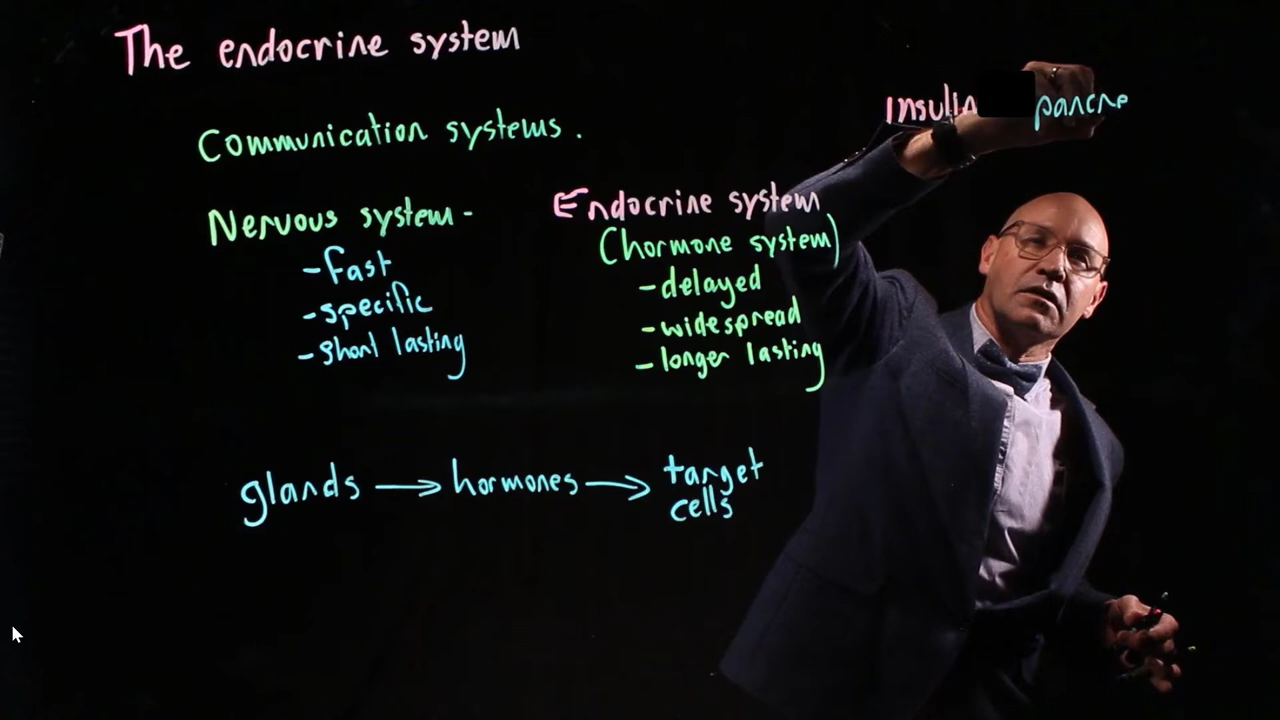 The endocrine system
Communication systems.
Nervous system-
-fast
-specific
-short lasting
Endocrine system
(hormone system)
-delayed
-widespread
-longer lasting
glands → hormones → target
cells
Insulin pancre